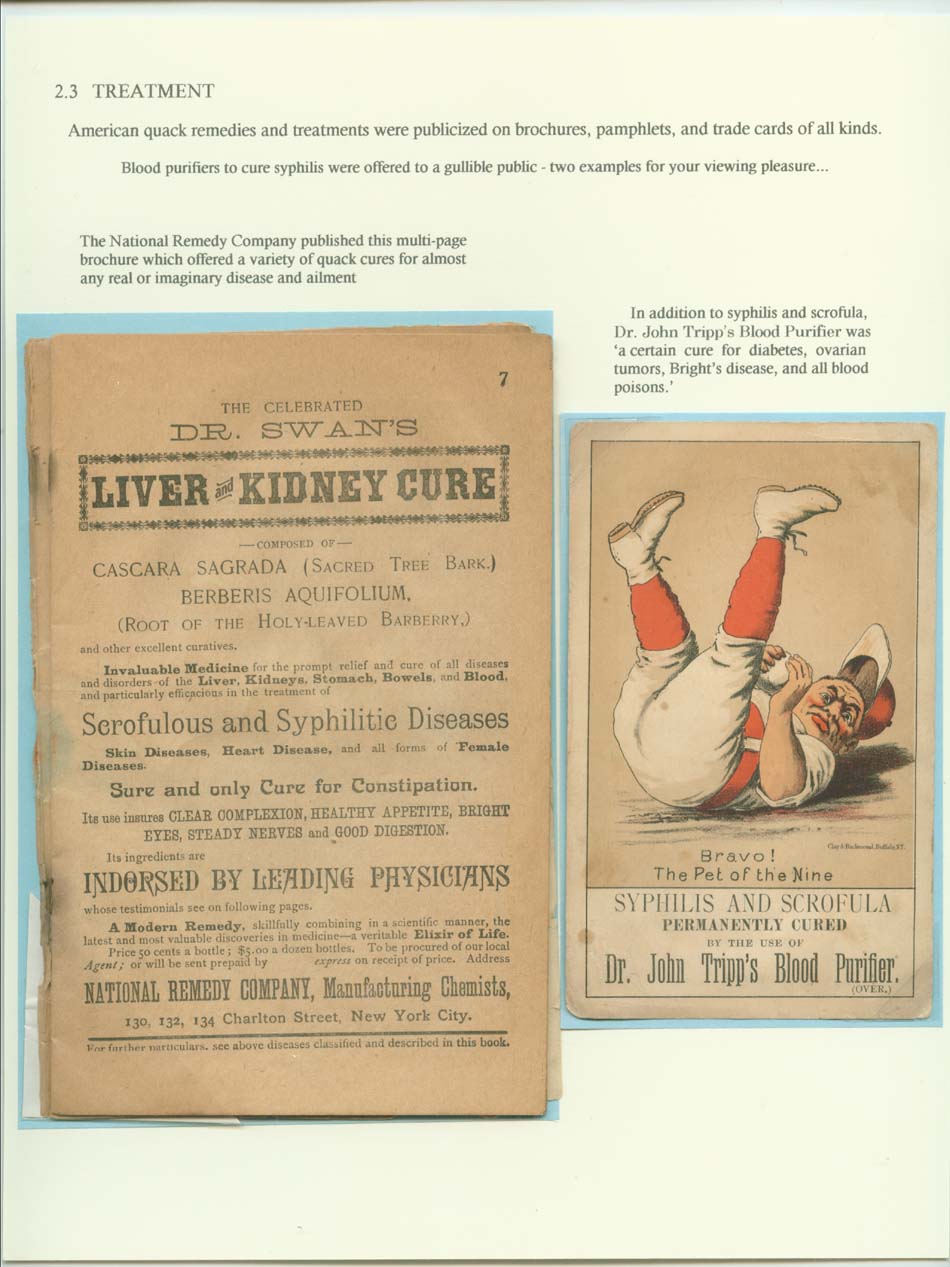 2.3 TREATMENT
American quack remedies and treatments were publicized on brochures, pamphlets, and trade cards of all kinds.
Blood purifiers to cure syphilis were offered to a gullible public - two examples for your viewing pleasure...
The National Remedy Company published this multi-page
brochure which offered a variety of quack cures for almost
any real or imaginary disease and ailment
In addition to syphilis and scrofula,
Dr. John Tripp's Blood Purifier was
'a certain cure for diabetes, ovarian
tumors, Bright's disease, and all blood
poisons.'
7
THE CELEBRATED
DR. SWAN'S
LIVER and KIDNEY CURE
—COMPOSED OF—
CASCARA SAGRADA (SACRED TREE BARK.)
BERBERIS AQUIFOLIUM,
(ROOT OF THE HOLY-LEAVED BARBERRY,)
and other excellent curatives.
Invaluable Medicine for the prompt relief and cure of all diseases
and disorders of the Liver, Kidneys, Stomach, Bowels, and Blood,
and particularly efficacious in the treatment of
Scrofulous and Syphilitic Diseases
Skin Diseases, Heart Disease, and all forms of Female
Diseases.
Sure and only Cure for Constipation.
Its use insures CLEAR COMPLEXION, HEALTHY APPETITE, BRIGHT
EYES, STEADY NERVES and GOOD DIGESTION.
Its ingredients are
INDORSED BY LEADING PHYSICIANS
whose testimonials see on following pages.
A Modern Remedy, skillfully combining in a scientific manner, the
latest and most valuable discoveries in medicine—a veritable Elixir of Life.
Price 50 cents a bottle; $5.00 a dozen bottles. To be procured of our local
Agent; or will be sent prepaid by express on receipt of price. Address
NATIONAL REMEDY COMPANY, Manufacturing Chemists,
130, 132, 134 Charlton Street, New York City.
For further particulars, see above diseases classified and described in this book.
Clay & Richmond, Buffalo, N.Y.
Bravo!
The Pet of the Nine
SYPHILIS AND SCROFULA
PERMANENTLY CURED
BY THE USE OF
Dr. John Tripp's Blood Purifier.
(OVER.)